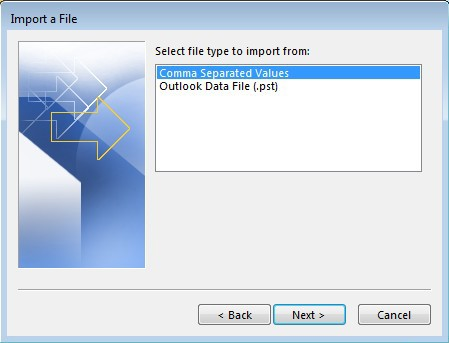 Import a File
Select file type to import from:
Comma Separated Values
Outlook Data File (.pst)
< Back
Next >
Cancel